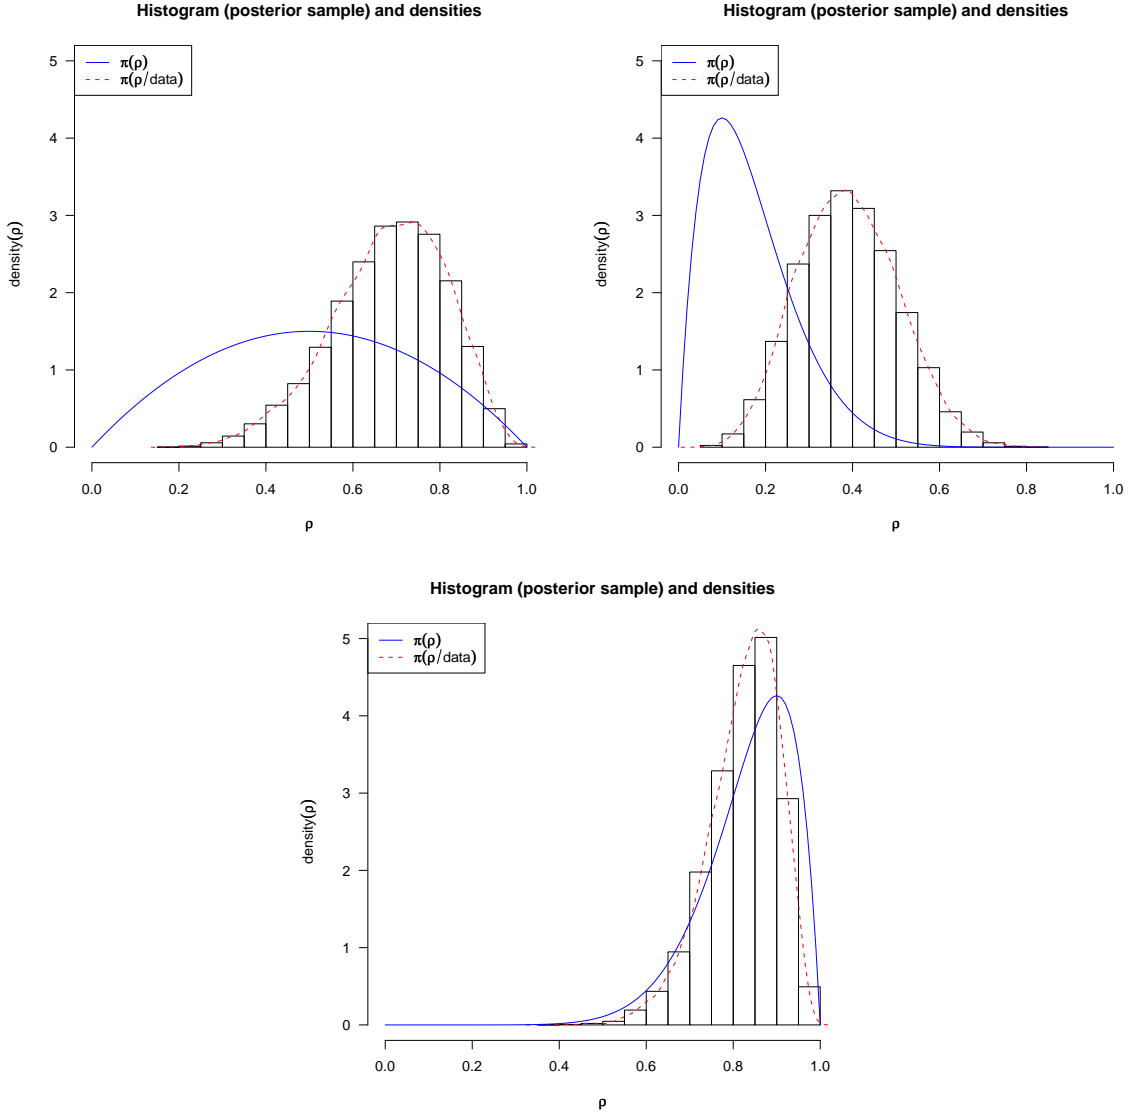 Histogram (posterior sample) and densities
π(ρ)
π(ρ/data)
density(ρ)
5
4
3
2
1
0
0.0 0.2 0.4 0.6 0.8 1.0
ρ
Histogram (posterior sample) and densities
π(ρ)
π(ρ/data)
density(ρ)
5
4
3
2
1
0
0.0 0.2 0.4 0.6 0.8 1.0
ρ
Histogram (posterior sample) and densities
π(ρ)
π(ρ/data)
density(ρ)
5
4
3
2
1
0
0.0 0.2 0.4 0.6 0.8 1.0
ρ